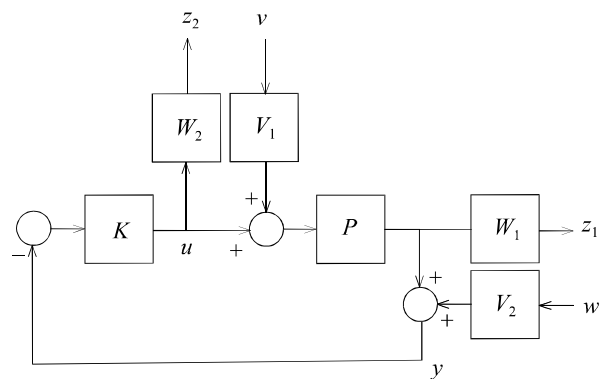 z₂
v
W₂
V₁
+
K
u
+
P
W₁
z₁
−
+
+
V₂
w
y